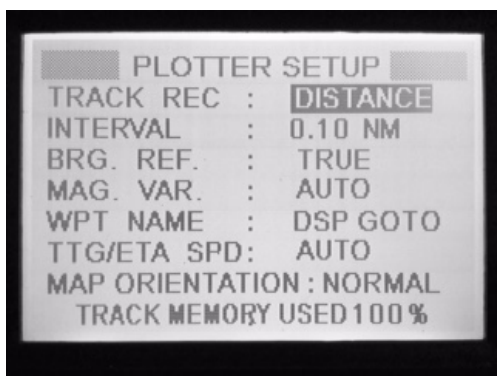 PLOTTER SETUP
TRACK REC : DISTANCE
INTERVAL : 0.10 NM
BRG. REF. : TRUE
MAG. VAR. : AUTO
WPT NAME : DSP GOTO
TTG/ETA SPD: AUTO
MAP ORIENTATION : NORMAL
TRACK MEMORY USED 100 %